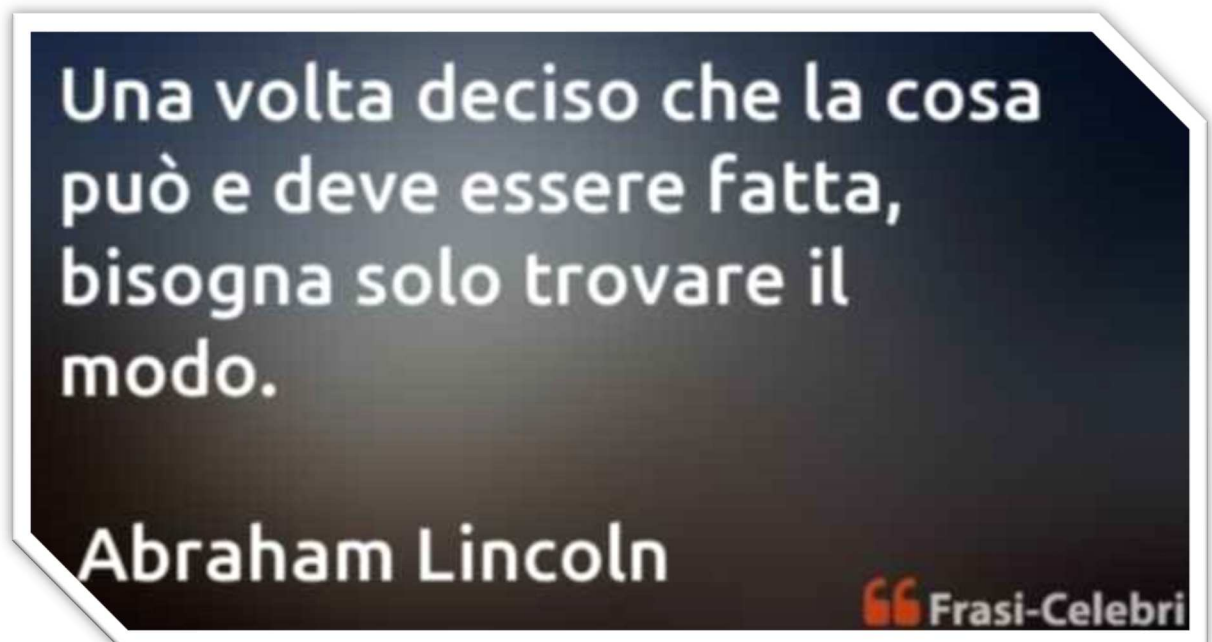 Una volta deciso che la cosa
può e deve essere fatta,
bisogna solo trovare il
modo.
Abraham Lincoln
Frasi-Celebri